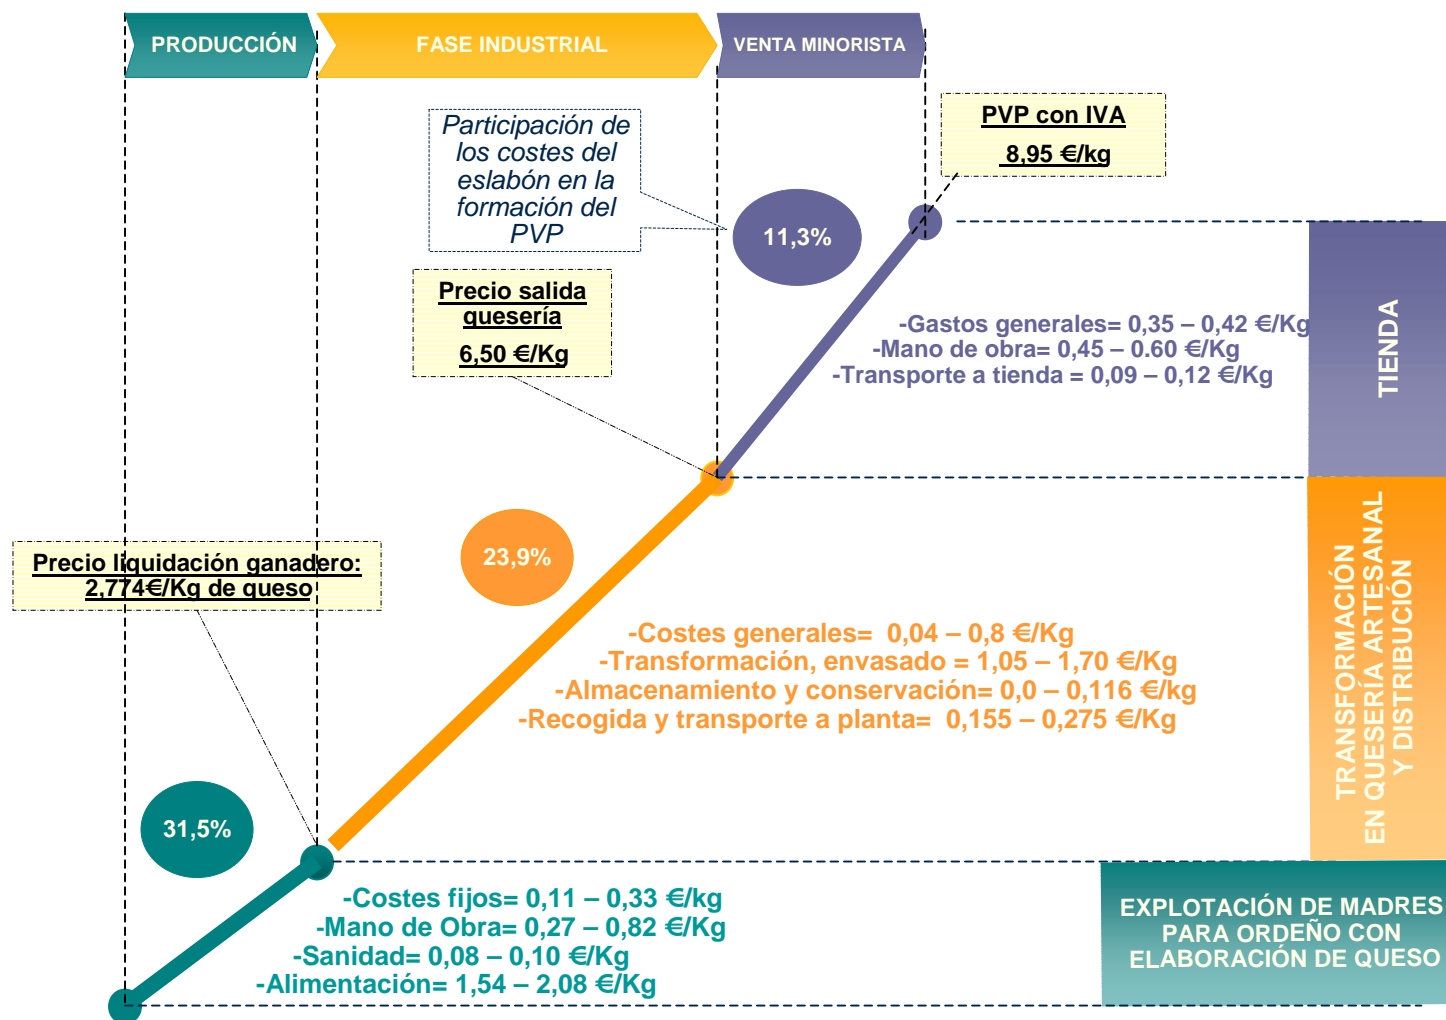 PRODUCCIÓN
FASE INDUSTRIAL
VENTA MINORISTA
Participación de
los costes del
eslabón en la
formación del
PVP
PVP con IVA
8,95 €/kg
11,3%
Precio salida
quesería
6,50 €/Kg
-Gastos generales= 0,35 – 0,42 €/Kg
-Mano de obra= 0,45 – 0.60 €/Kg
-Transporte a tienda = 0,09 – 0,12 €/Kg
TIENDA
23,9%
Precio liquidación ganadero:
2,774€/Kg de queso
-Costes generales=  0,04 – 0,8 €/Kg
-Transformación, envasado = 1,05 – 1,70 €/Kg
-Almacenamiento y conservación= 0,0 – 0,116 €/kg
-Recogida y transporte a planta=  0,155 – 0,275 €/Kg
TRANSFORMACIÓN
EN QUESERÍA ARTESANAL
Y DISTRIBUCIÓN
31,5%
-Costes fijos= 0,11 – 0,33 €/kg
-Mano de Obra= 0,27 – 0,82 €/Kg
-Sanidad= 0,08 – 0,10 €/Kg
-Alimentación= 1,54 – 2,08 €/Kg
EXPLOTACIÓN DE MADRES
PARA ORDEÑO CON
ELABORACIÓN DE QUESO